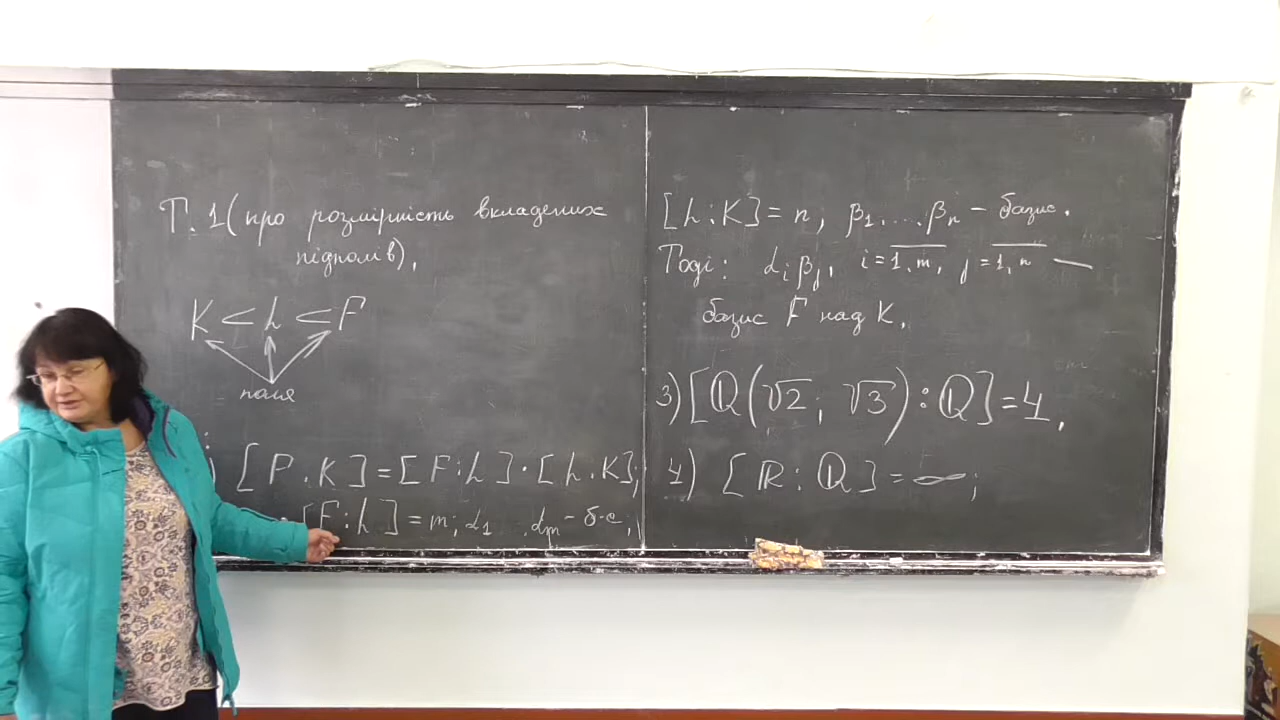 Т. 1 (про розмірність вкладених
підполів).
K ⊂ L ⊂ F
поля
) [F : K] = [F : L] · [L : K];
[F : L] = m; α₁ ... αₘ – б-с;
[L : K] = n, β₁ ... βₙ – базис.
Тоді: αᵢβⱼ, i = 1, m, j = 1, n —
базис F над K.
3) [ℚ(√2; √3) : ℚ] = 4.
4) [ℝ : ℚ] = ∞;